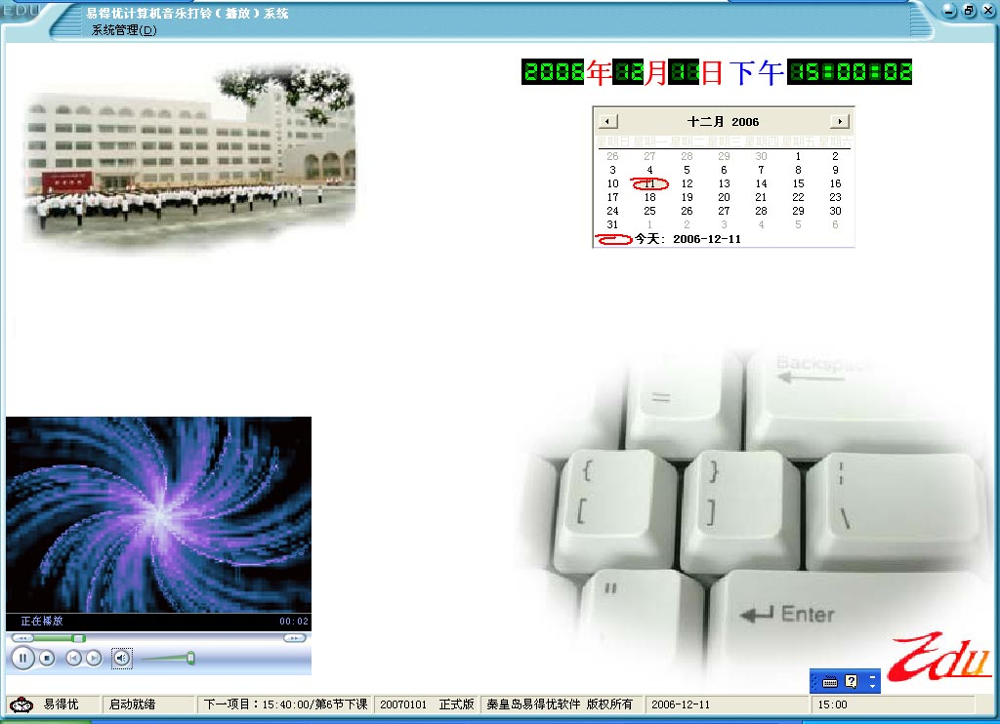 EDU
易得优计算机音乐打铃(播放)系统
系统管理(D)
2006年12月11日 下午 15:00:02
十二月 2006
星期日 星期一 星期二 星期三 星期四 星期五 星期六
26 27 28 29 30 1 2
3 4 5 6 7 8 9
10 11 12 13 14 15 16
17 18 19 20 21 22 23
24 25 26 27 28 29 30
31 1 2 3 4 5 6
今天: 2006-12-11
Backspac
=
{ } ¦
[ ] \
"
Enter
正在播放 00:02
Edu
易得优 启动就绪 下一项目:15:40:00/第6节下课 20070101 正式版 秦皇岛易得优软件 版权所有 2006-12-11 15:00